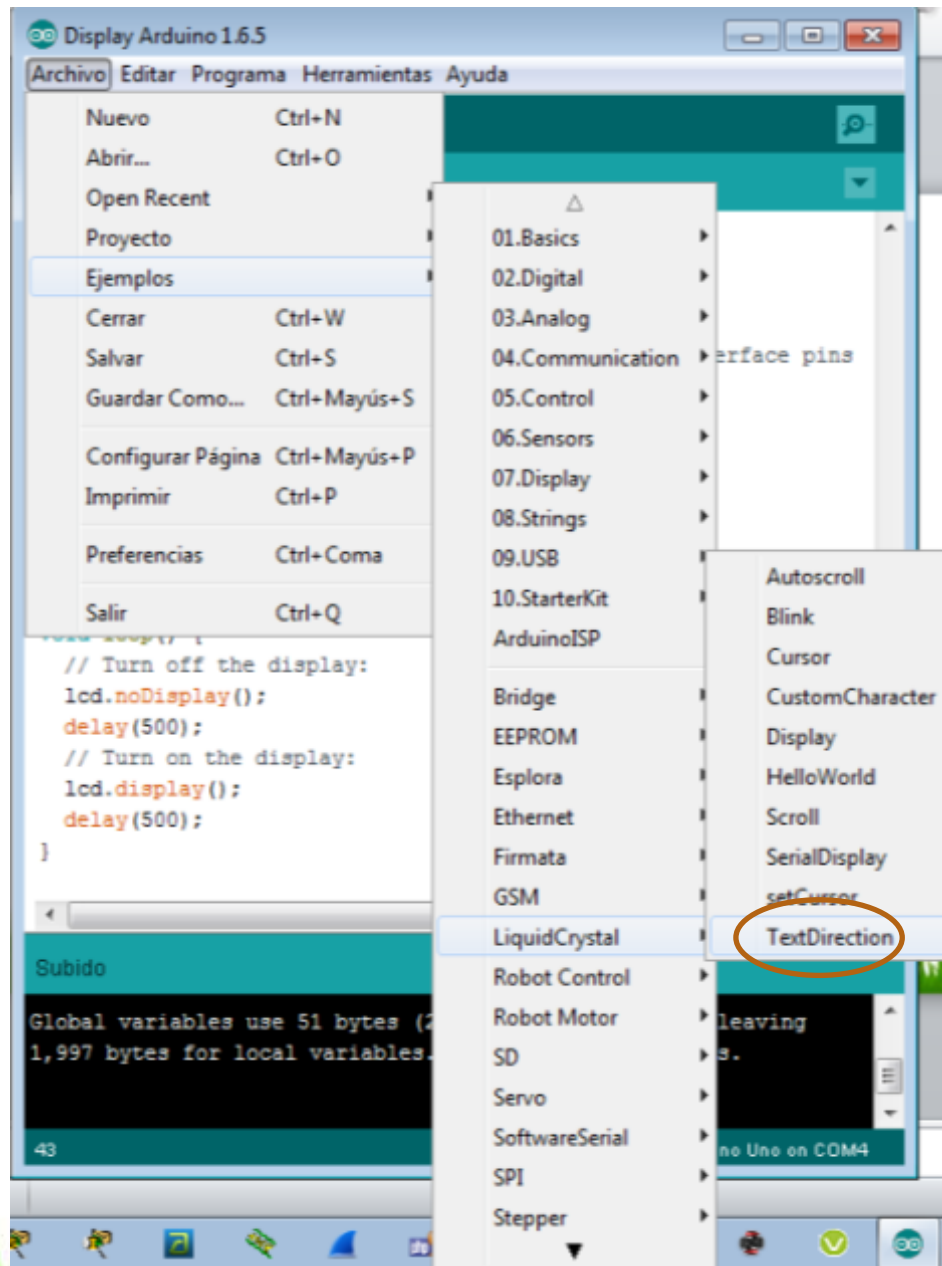 Display Arduino 1.6.5
Archivo Editar Programa Herramientas Ayuda
Nuevo Ctrl+N
Abrir... Ctrl+O
Open Recent
Proyecto
Ejemplos
Cerrar Ctrl+W
Salvar Ctrl+S
Guardar Como... Ctrl+Mayús+S
Configurar Página Ctrl+Mayús+P
Imprimir Ctrl+P
Preferencias Ctrl+Coma
Salir Ctrl+Q
01.Basics
02.Digital
03.Analog
04.Communication
05.Control
06.Sensors
07.Display
08.Strings
09.USB
10.StarterKit
ArduinoISP
Bridge
EEPROM
Esplora
Ethernet
Firmata
GSM
LiquidCrystal
Robot Control
Robot Motor
SD
Servo
SoftwareSerial
SPI
Stepper
Autoscroll
Blink
Cursor
CustomCharacter
Display
HelloWorld
Scroll
SerialDisplay
setCursor
TextDirection
erface pins
void loop() {
// Turn off the display:
lcd.noDisplay();
delay(500);
// Turn on the display:
lcd.display();
delay(500);
}
Subido
Global variables use 51 bytes (2 leaving
1,997 bytes for local variables. s.
43 no Uno on COM4